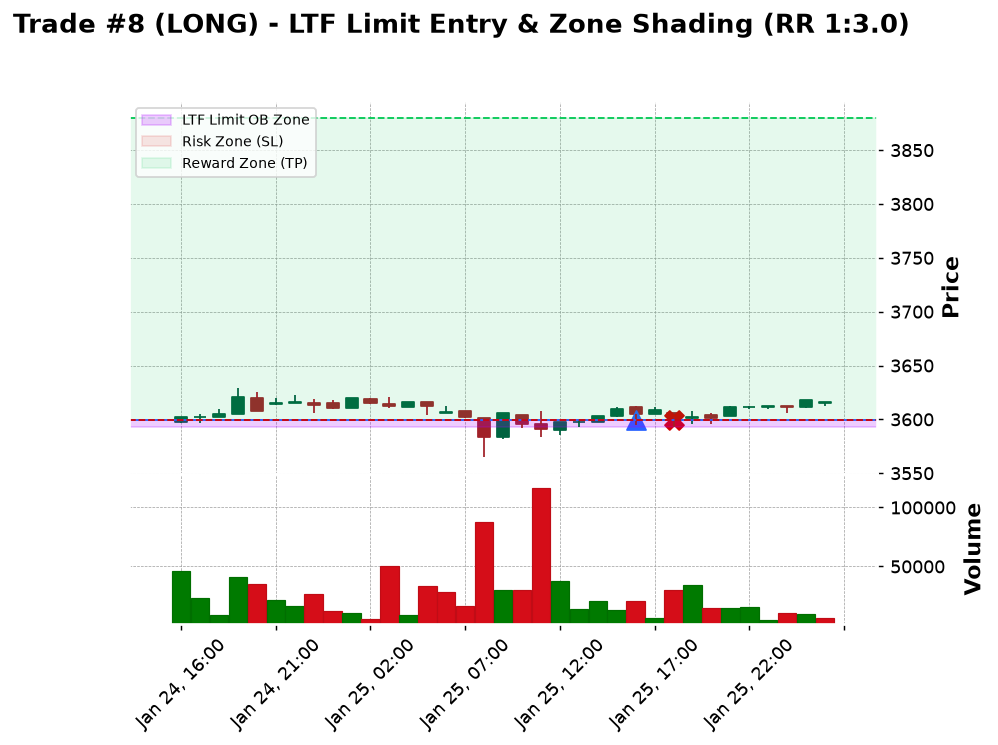 Trade #8 (LONG) - LTF Limit Entry & Zone Shading (RR 1:3.0)
LTF Limit OB Zone
Risk Zone (SL)
Reward Zone (TP)
3850
3800
3750
3700
3650
3600
3550
Price
100000
50000
Volume
Jan 24, 16:00
Jan 24, 21:00
Jan 25, 02:00
Jan 25, 07:00
Jan 25, 12:00
Jan 25, 17:00
Jan 25, 22:00